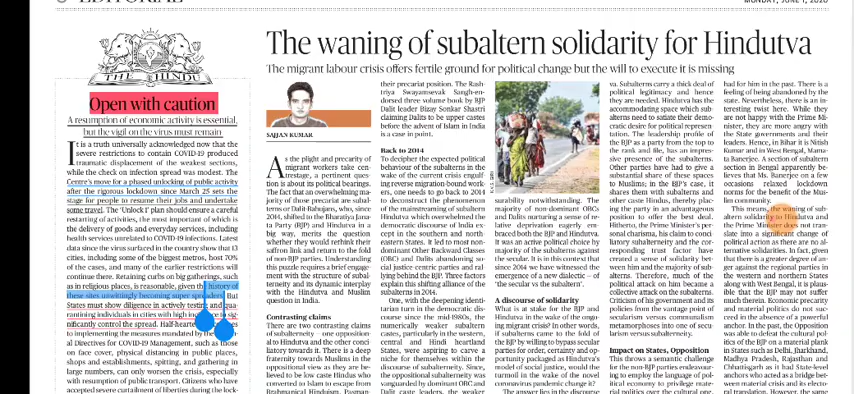 EDITORIAL
MONDAY, JUNE 1, 2020
THE HINDU
Open with caution
A resumption of economic activity is essential,
but the vigil on the virus must remain
It is a truth universally acknowledged now that the
severe restrictions to contain COVID-19 produced
traumatic displacement of the weakest sections,
while the check on infection spread was modest. The
Centre's move for a phased unlocking of public activity
after the rigorous lockdown since March 25 sets the
stage for people to resume their jobs and undertake
some travel. The 'Unlock 1' plan should ensure a careful
restarting of activities, the most important of which is
the delivery of goods and everyday services, including
health services unrelated to COVID-19 infections. Latest
data since the virus surfaced in the country show that 13
cities, including some of the biggest metros, host 70%
of the cases, and many of the earlier restrictions will
continue there. Retaining curbs on big gatherings, such
as in religious places, is reasonable, given the history of
these sites unwittingly becoming super spreaders. But
States must show diligence in actively testing and qua-
rantining individuals in cities with high incidence to sig-
nificantly control the spread. Half-hearted
to implementing the measures mandated by the
al Directives for COVID-19 Management, such as those
on face cover, physical distancing in public places,
shops and establishments, spitting, and gathering in
large numbers, can only worsen the crisis, especially
with resumption of public transport. Citizens who have
accepted severe curtailment of liberties during the lock-
The waning of subaltern solidarity for Hindutva
The migrant labour crisis offers fertile ground for political change but the will to execute it is missing
SAJJAN KUMAR
As the plight and precarity of
migrant workers take cen-
trestage, a pertinent ques-
tion is about its political bearings.
The fact that an overwhelming ma-
jority of those precariat are subal-
terns or Dalit-Bahujans, who, since
2014, shifted to the Bharatiya Jana-
ta Party (BJP) and Hindutva in a
big way, merits the query
whether would they rethink their
saffron link and return to the fold
of non-BJP parties. Understanding
this puzzle requires a brief engage-
ment with the structure of subal-
ternity and its dynamic interplay
with the Hindutva and Muslim
question in India.
Contrasting claims
There are two contrasting claims
of subalternity - one opposition-
al to Hindutva and the other conci-
liatory towards it. There is a deep
fraternity towards Muslims in the
oppositional view as they are be-
lieved to be low caste Hindus who
converted to Islam to escape from
Brahmanical Hinduism.
their precarial position. The Rash-
triya Swayamsevak Sangh-en-
dorsed three volume book by BJP
Dalit leader Bizay Sonkar Shastri
claiming Dalits to be upper castes
before the advent of Islam in India
is a case in point.
Back to 2014
To decipher the expected political
behaviour of the subalterns in the
wake of the current crisis engulf-
ing reverse migration-bound work-
ers, one needs to go back to 2014
to deconstruct the phenomenon
of the mainstreaming of subaltern
Hindutva which overwhelmed the
democratic discourse of India ex-
cept in the southern and north
eastern States. It led to most non-
dominant Other Backward Classes
(OBC) and Dalits abandoning so-
cial justice centric parties and ral-
lying behind the BJP. Three factors
explain this shifting alliance of the
subalterns in 2014.
One, with the deepening identi-
tarian turn in the democratic dis-
course since the mid-1980s, the
numerically weaker subaltern
castes, particularly in the western,
central and Hindi heartland
States, were aspiring to carve a
niche for themselves within the
discourse of subalternity. Since,
the oppositional subalternity was
vanguarded by dominant OBC and
Dalit caste leaders, the weaker
surability notwithstanding. The
majority of non-dominant OBCs
and Dalits nurturing a sense of re-
lative deprivation eagerly em-
braced both the BJP and Hindutva.
It was an active political choice by
majority of the subalterns against
the secular. It is in this context that
since 2014 we have witnessed the
emergence of a new dialectic - of
'the secular vs the subaltern'.
A discourse of solidarity
What is at stake for the BJP and
Hindutva in the wake of the ongo-
ing migrant crisis? In other words,
if subalterns came to the fold of
the BJP by willing to bypass secular
parties for order, certainty and op-
portunity packaged as Hindutva's
model of social justice, would the
turmoil in the wake of the novel
coronavirus pandemic change it?
The answer lies in the discourse
va. Subalterns carry a thick deal of
political legitimacy and hence
they are needed. Hindutva has the
accommodating space which sub-
alterns need to satiate their demo-
cratic desire for political represen-
tation. The leadership profile of
the BJP as a party from the top to
the rank and file, has an impres-
sive presence of the subalterns.
Other parties have had to give a
substantial share of these spaces
to Muslims; in the BJP's case, it
shares them with subalterns and
other caste Hindus, thereby plac-
ing the party in an advantageous
position to offer the best deal.
Hitherto, the Prime Minister's per-
sonal charisma, his claim to conci-
liatory subalternity and the cor-
responding trust factor have
created a sense of solidarity bet-
ween him and the majority of sub-
alterns. Therefore, much of the
political attack on him became a
collective attack on the subalterns.
Criticism of his government and its
policies from the vantage point of
secularism versus communalism
metamorphoses into one of secu-
larism versus subalternity.
Impact on States, Opposition
This throws a semantic challenge
for the non-BJP parties endeavour-
ing to employ the language of pol-
itical economy to privilege mate-
rial politics over the cultural one,
had for him in the past. There is a
feeling of being abandoned by the
state. Nevertheless, there is an in-
teresting twist here. While they
are not happy with the Prime Mi-
nister, they are more angry with
the State governments and their
leaders. Hence, in Bihar it is Nitish
Kumar and in West Bengal, Mama-
ta Banerjee. A section of subaltern
section in Bengal apparently be-
lieves that Ms. Banerjee on a few
occasions relaxed lockdown
norms for the benefit of the Mus-
lim community.
This means, the waning of sub-
altern solidarity to Hindutva and
the Prime Minister does not trans-
late into a significant change of
political action as there are no al-
ternative solidarities. In fact, given
that there is a greater degree of an-
ger against the regional parties in
the western and northern States
along with West Bengal, it is plausi-
ble that the BJP may not suffer
much electorally. Economic precarity
and material politics do not suc-
ceed in the absence of a powerful
anchor. In the past, the Opposition
was able to defeat the cultural pol-
itics of the BJP on a material plank
in States such as Delhi, Jharkhand,
Madhya Pradesh, Rajasthan and
Chhattisgarh as it had State-level
anchors who acted as a bridge bet-
ween material crisis and its electo-
ral translation. However, the same